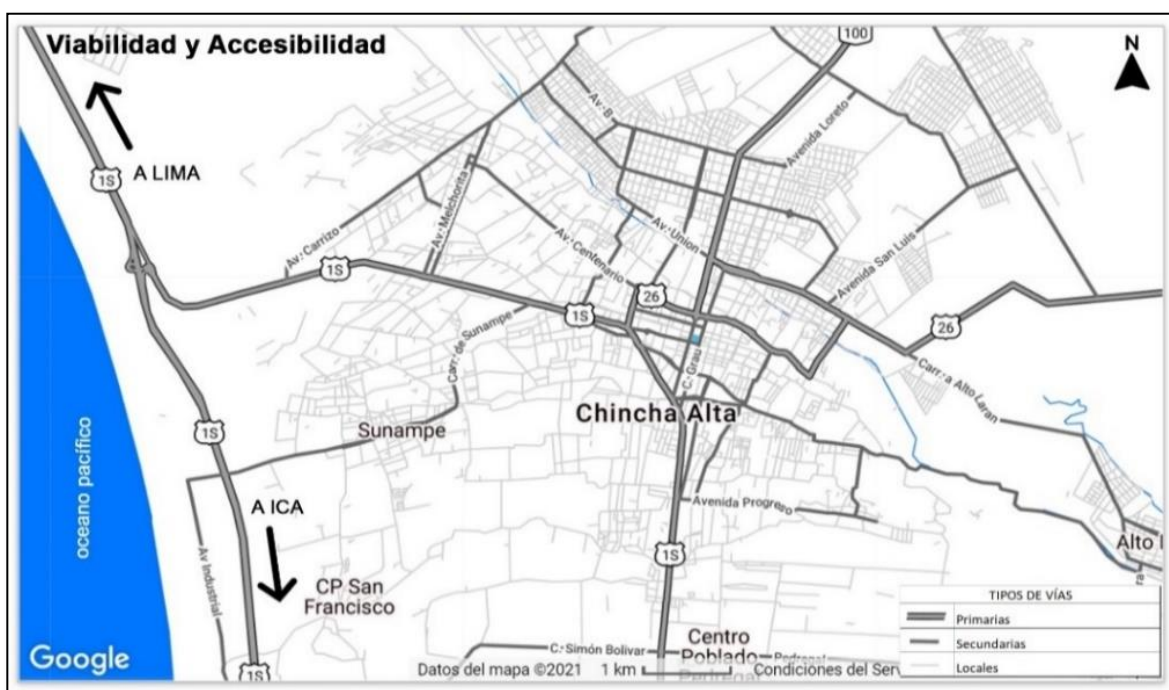 Viabilidad y Accesibilidad
N
100
A LIMA
1S
Av. B
Avenida Loreto
Av. Melchorita
Av. Carrizo
Av. Union
Av. Centenario
Avenida San Luis
1S
26
1S
26
Carr. de Sunampe
C. Grau
Carr. a Alto Laran
Chincha Alta
Sunampe
1S
oceano pacífico
A ICA
Avenida Progreso
1S
Av Industrial
CP San
Francisco
Alto
TIPOS DE VÍAS
Primarias
Secundarias
Locales
C. Simón Bolivar
Centro
Poblado
Pedregal
Google
1S
Datos del mapa ©2021
1 km
Condiciones del Ser